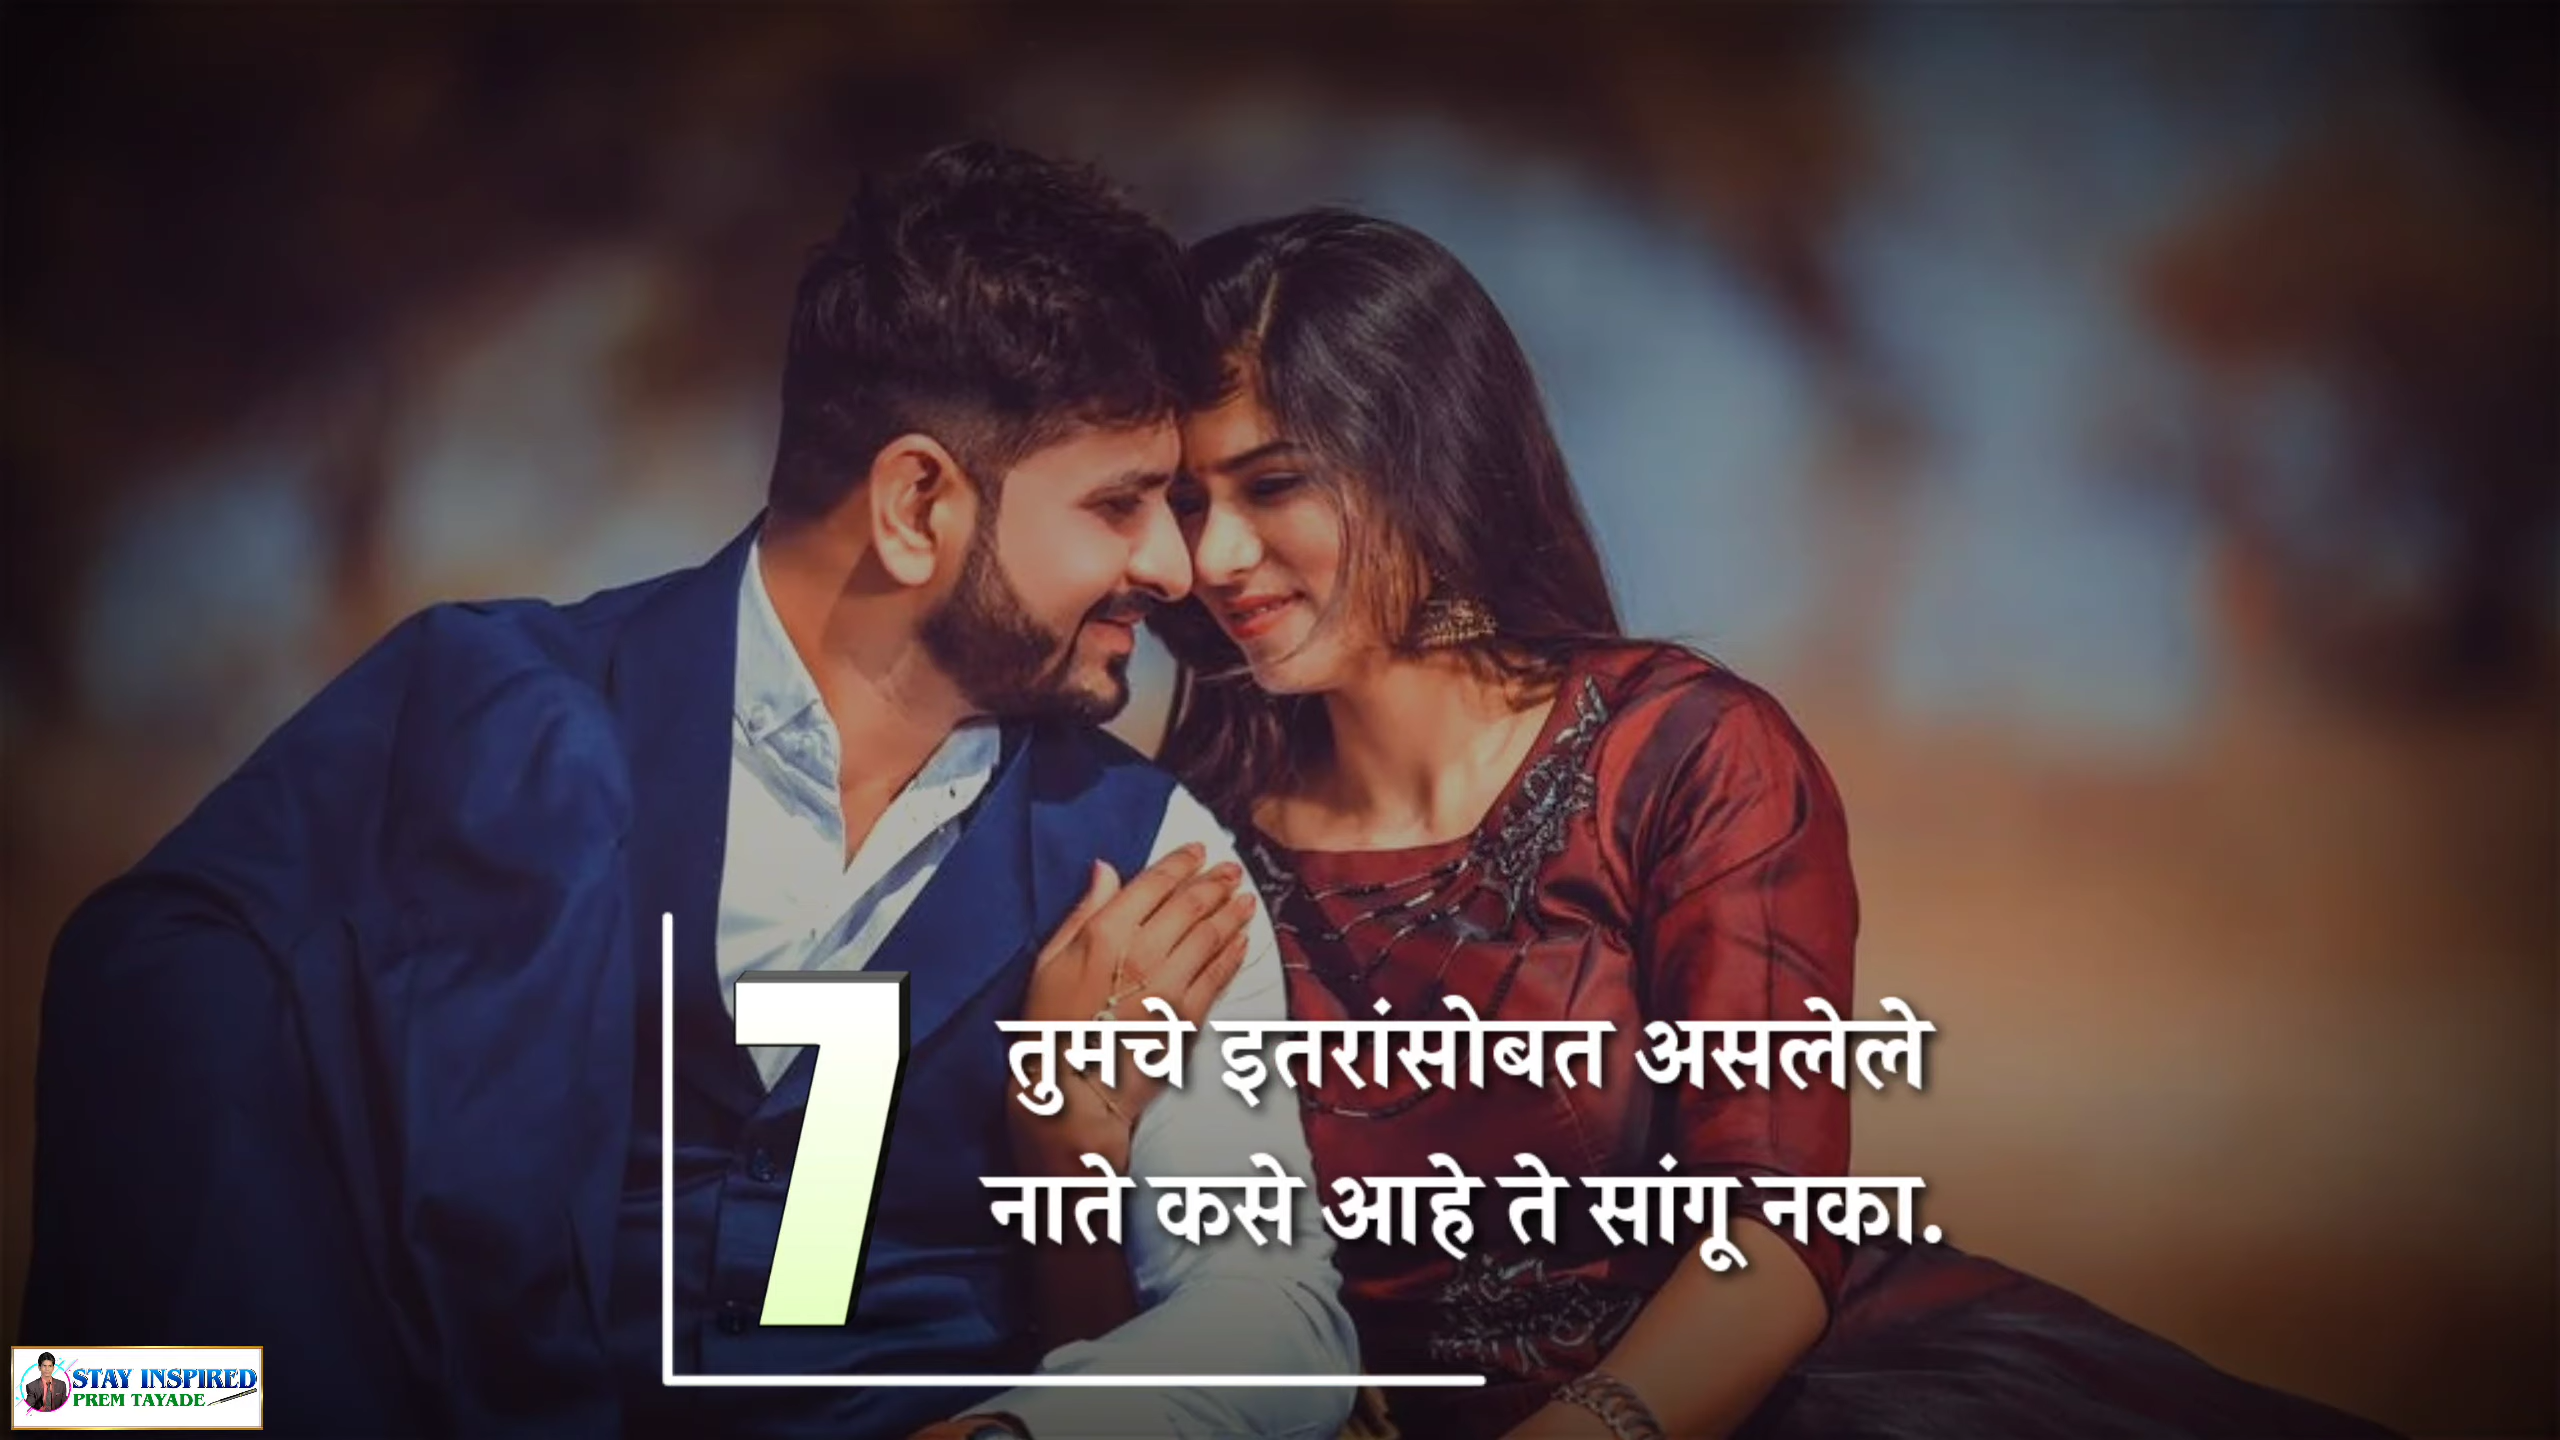 7
तुमचे इतरांसोबत असलेले
नाते कसे आहे ते सांगू नका.
STAY INSPIRED
PREM TAYADE